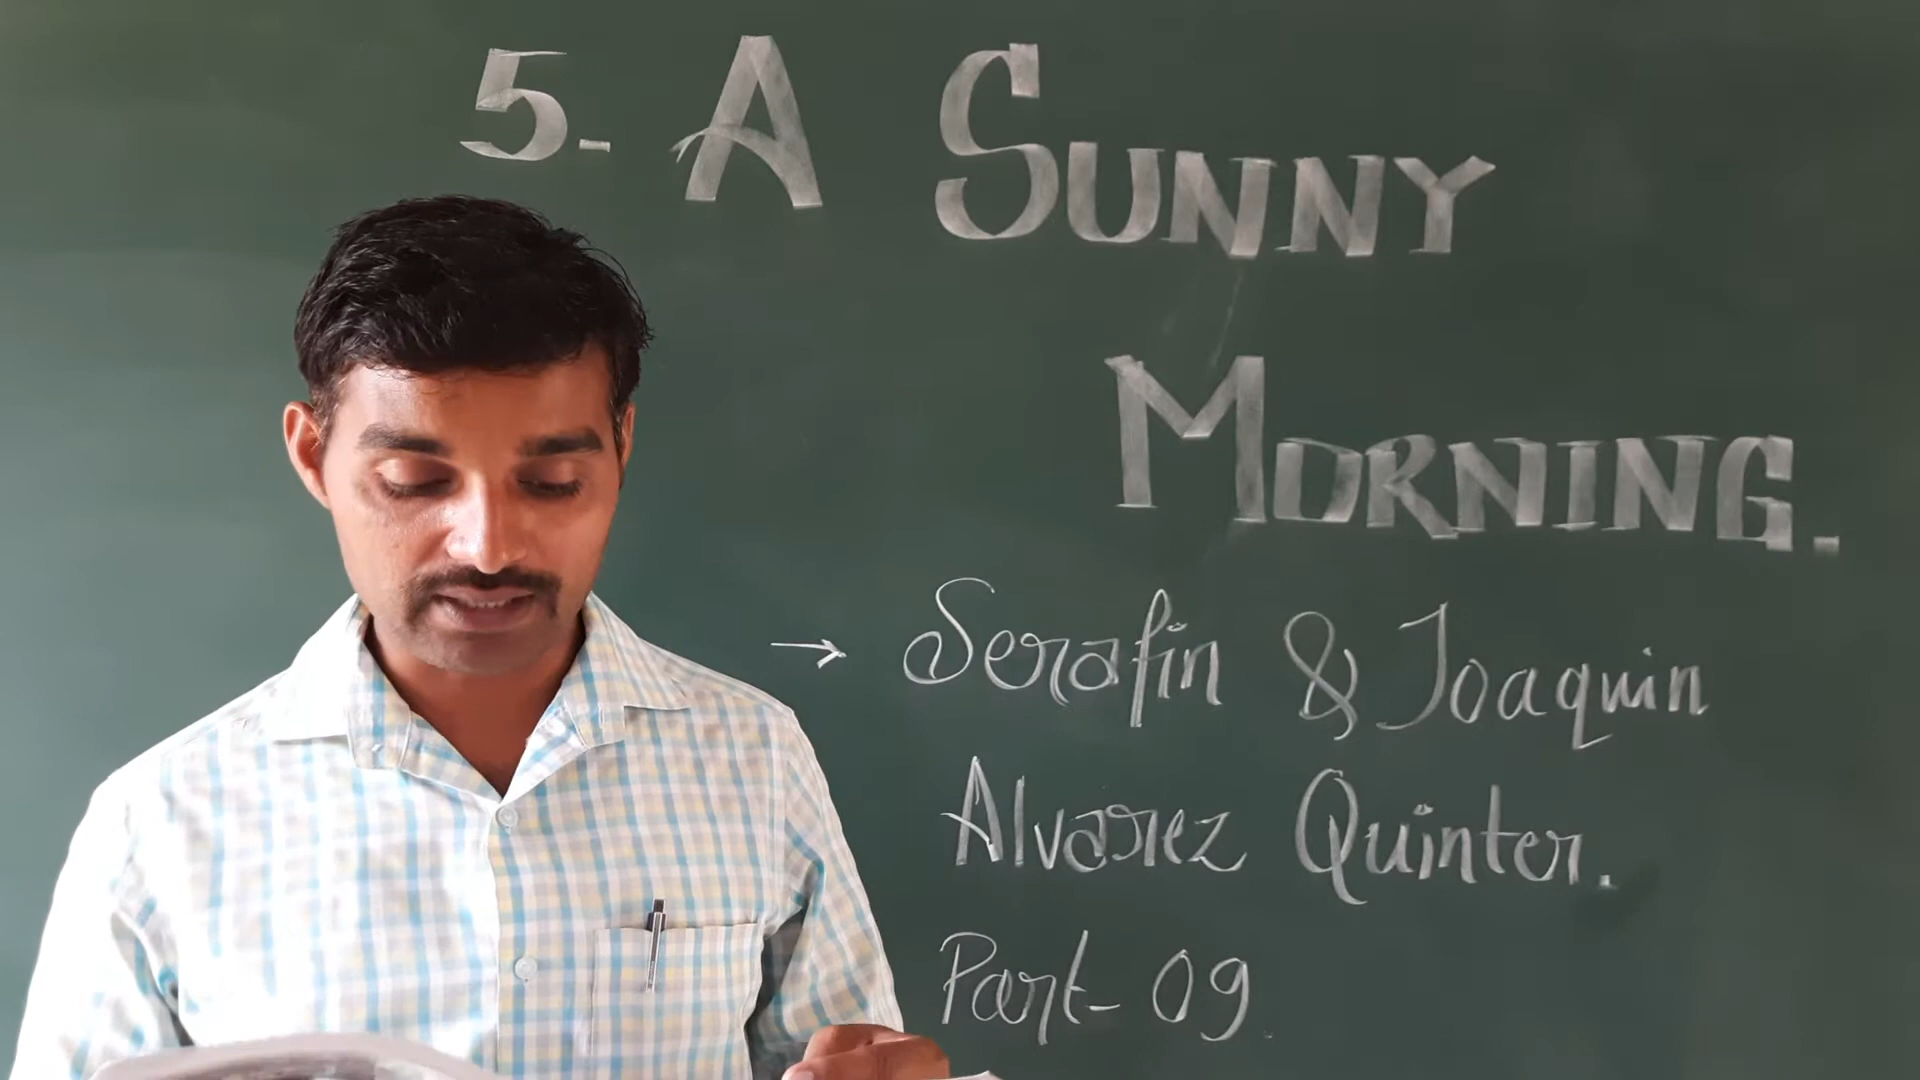 5- A SUNNY
MORNING.
→ Serafin & Joaquin
Alvarez Quinter.
Part- 09